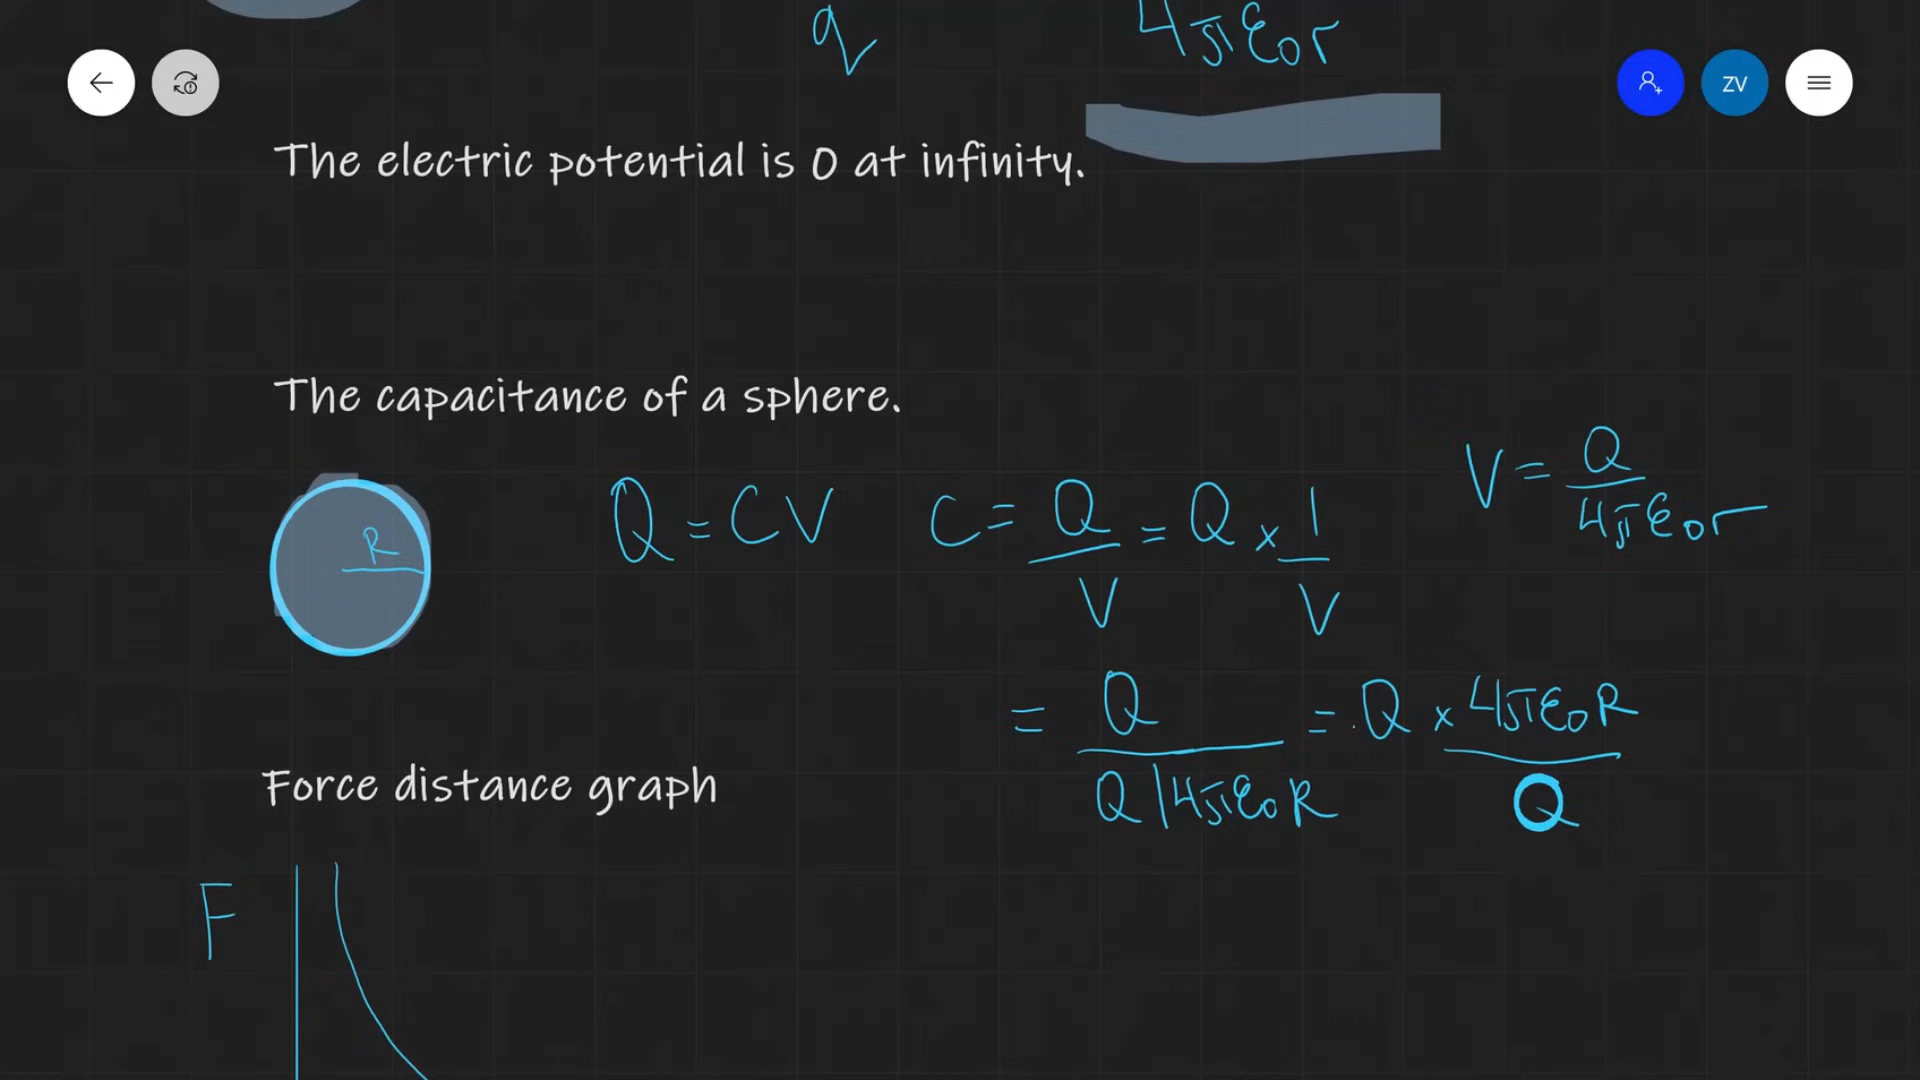 q 4πε₀r
ZV
The electric potential is 0 at infinity.
The capacitance of a sphere.
V = Q / 4πε₀r
R
Q = CV C = Q / V = Q × 1 / V
= Q / Q/4πε₀R = Q × 4πε₀R / Q
Force distance graph
F